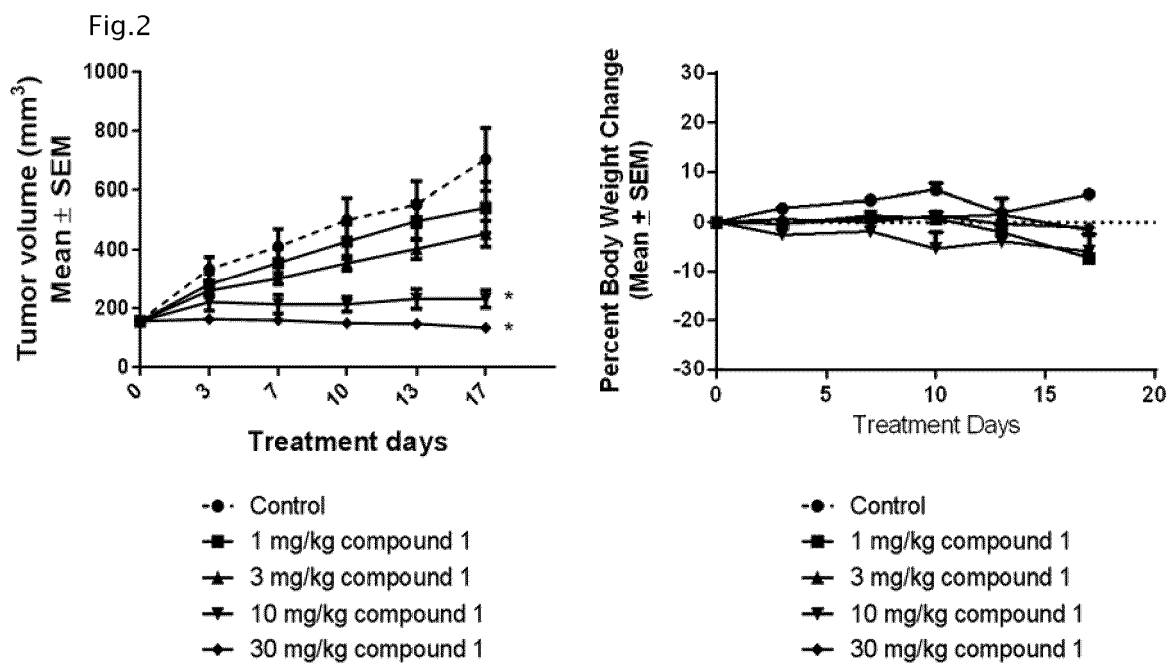 Fig.2
Tumor volume (mm³)
Mean ± SEM
1000
800
600
400
200
0
0
3
7
10
13
17
*
*
Treatment days
Control
1 mg/kg compound 1
3 mg/kg compound 1
10 mg/kg compound 1
30 mg/kg compound 1
Percent Body Weight Change
(Mean ± SEM)
30
20
10
0
-10
-20
-30
0
5
10
15
20
Treatment Days
Control
1 mg/kg compound 1
3 mg/kg compound 1
10 mg/kg compound 1
30 mg/kg compound 1